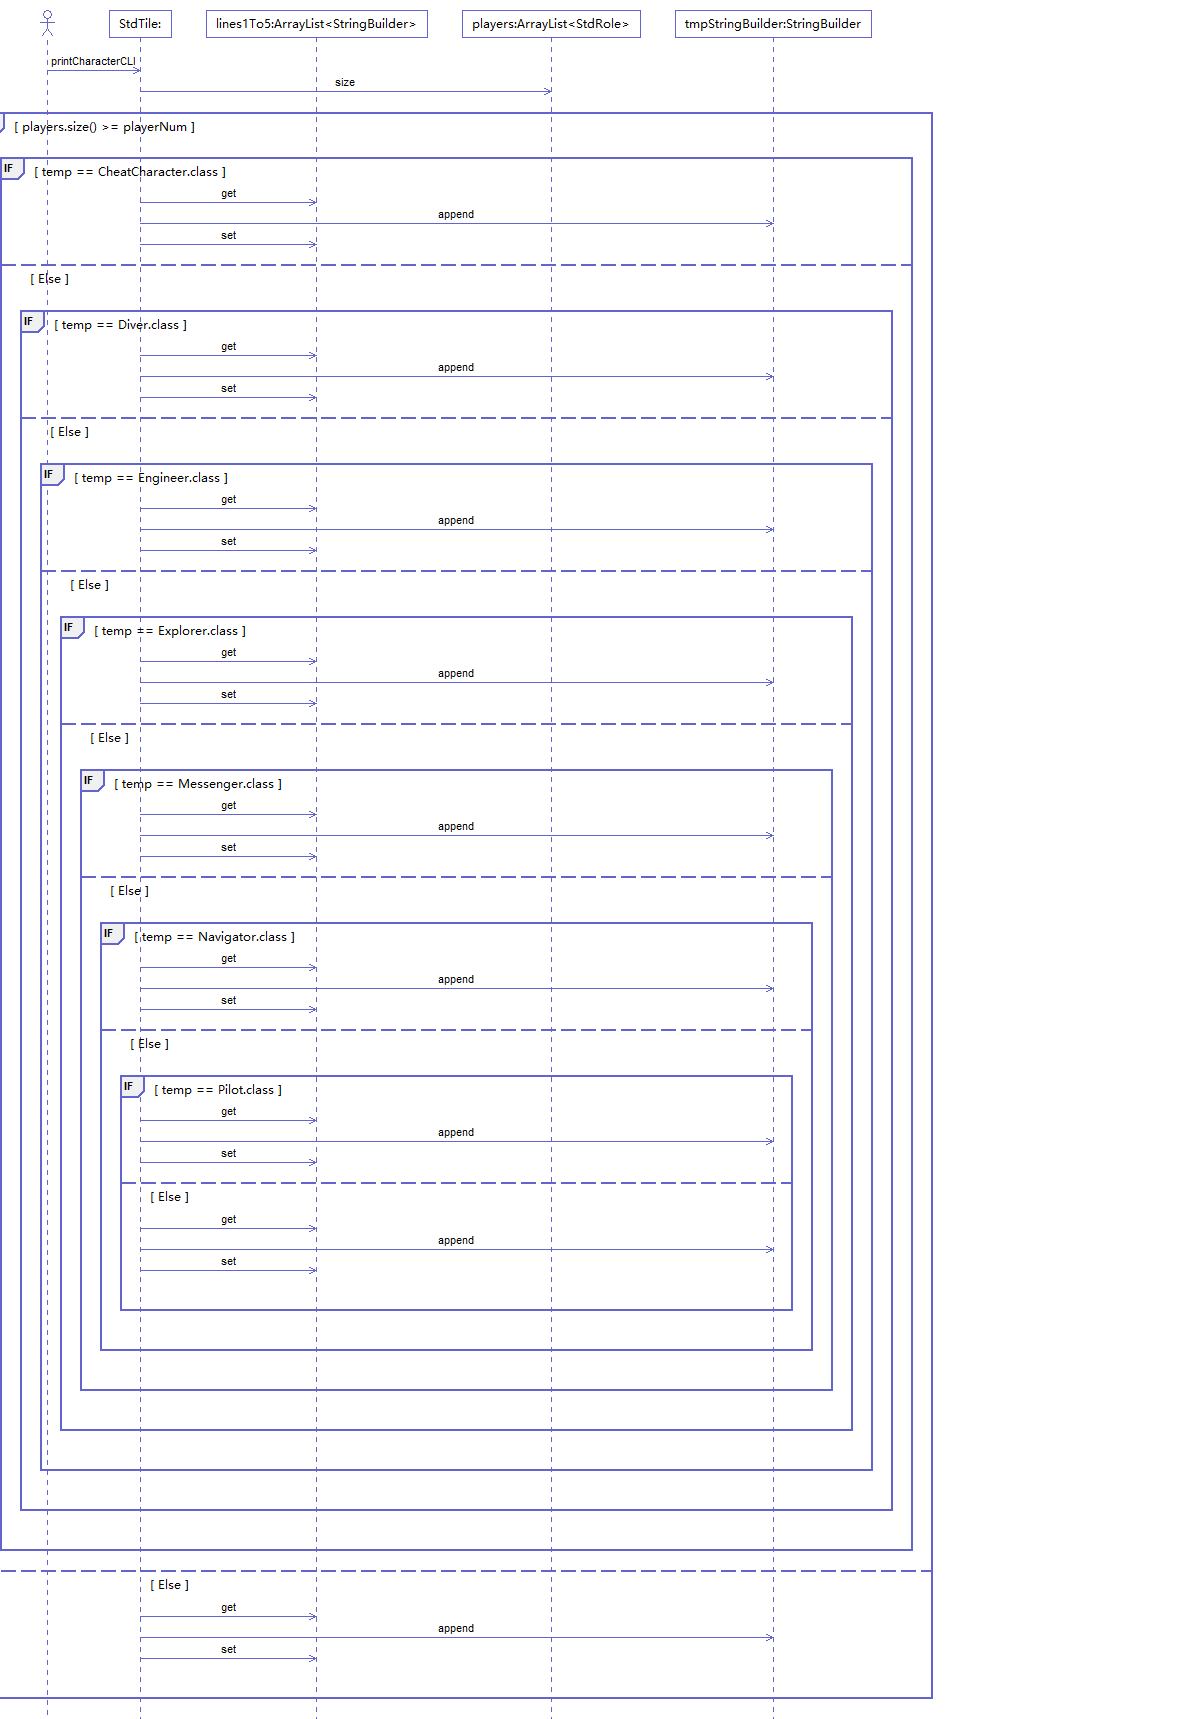 StdTile: lines1To5:ArrayList<StringBuilder> players:ArrayList<StdRole> tmpStringBuilder:StringBuilder
printCharacterCLI
size
[ players.size() >= playerNum ]
IF [ temp == CheatCharacter.class ]
get
append
set
[ Else ]
IF [ temp == Diver.class ]
get
append
set
[ Else ]
IF [ temp == Engineer.class ]
get
append
set
[ Else ]
IF [ temp == Explorer.class ]
get
append
set
[ Else ]
IF [ temp == Messenger.class ]
get
append
set
[ Else ]
IF [ temp == Navigator.class ]
get
append
set
[ Else ]
IF [ temp == Pilot.class ]
get
append
set
[ Else ]
get
append
set
[ Else ]
get
append
set